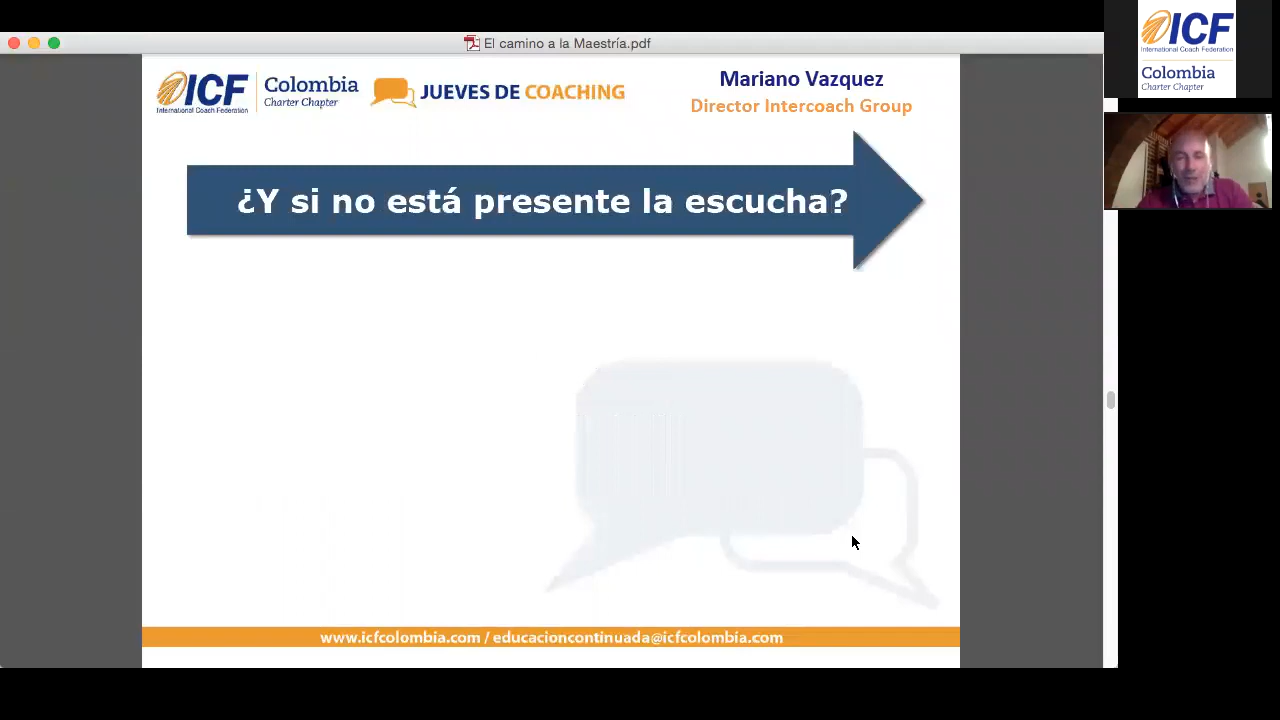 El camino a la Maestría.pdf
ICF
International Coach Federation
Colombia
Charter Chapter
JUEVES DE COACHING
Mariano Vazquez
Director Intercoach Group
¿Y si no está presente la escucha?
www.icfcolombia.com / educacioncontinuada@icfcolombia.com
ICF
International Coach Federation
Colombia
Charter Chapter